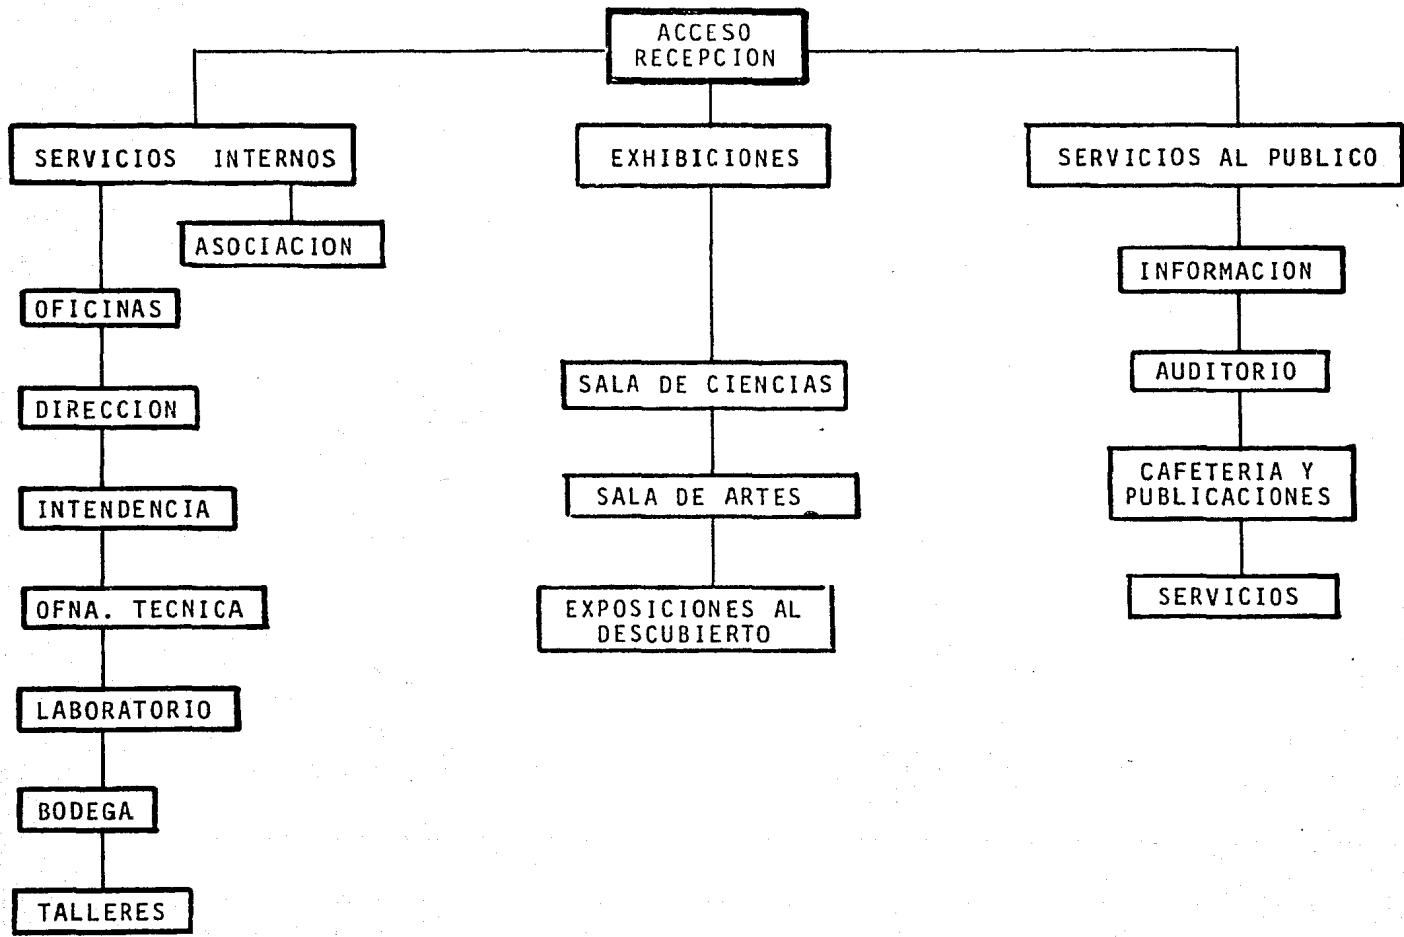 ACCESO
RECEPCION
SERVICIOS INTERNOS
EXHIBICIONES
SERVICIOS AL PUBLICO
ASOCIACION
INFORMACION
OFICINAS
AUDITORIO
SALA DE CIENCIAS
DIRECCION
CAFETERIA Y
PUBLICACIONES
SALA DE ARTES
INTENDENCIA
SERVICIOS
OFNA. TECNICA
EXPOSICIONES AL
DESCUBIERTO
LABORATORIO
BODEGA
TALLERES